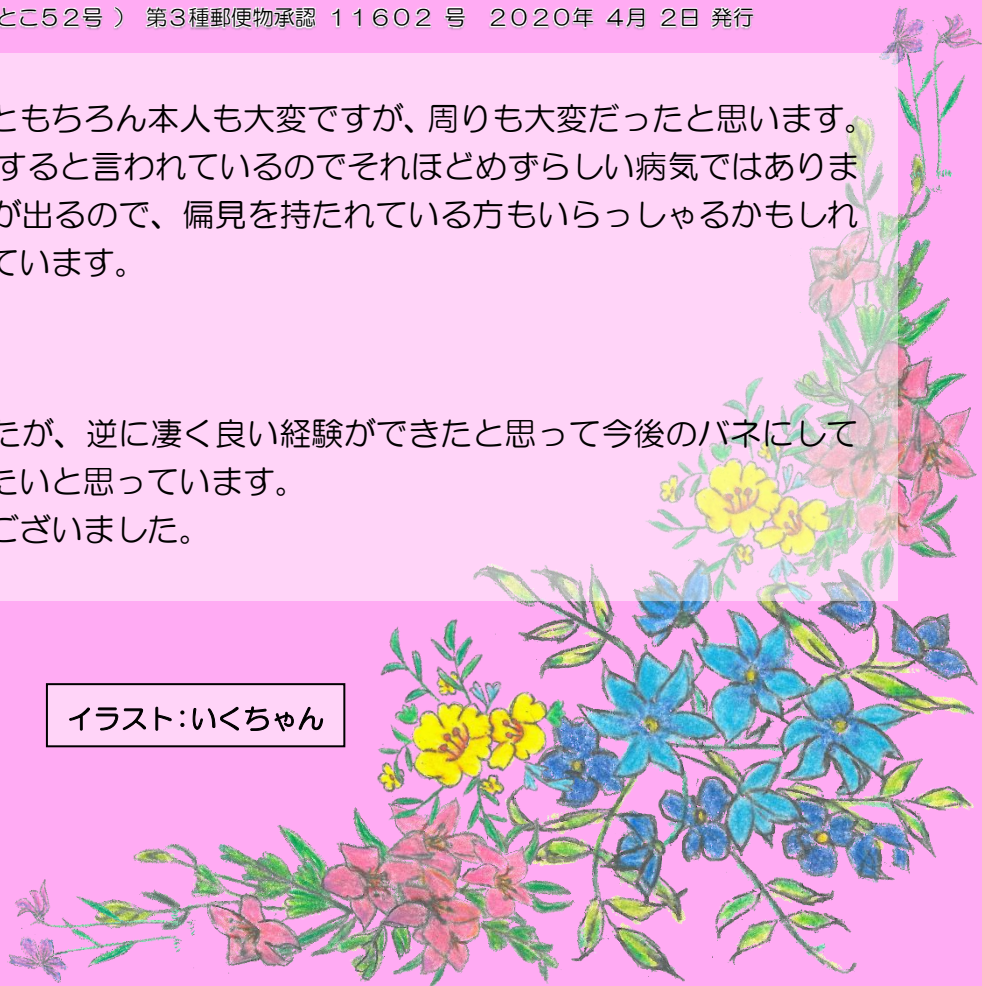 とこ52号 ) 第3種郵便物承認 11602 号 2020年 4月 2日 発行
ともちろん本人も大変ですが、周りも大変だったと思います。
すると言われているのでそれほどめずらしい病気ではありま
が出るので、偏見を持たれている方もいらっしゃるかもしれ
ています。
たが、逆に凄く良い経験ができたと思って今後のバネにして
たいと思っています。
ございました。
イラスト:いくちゃん